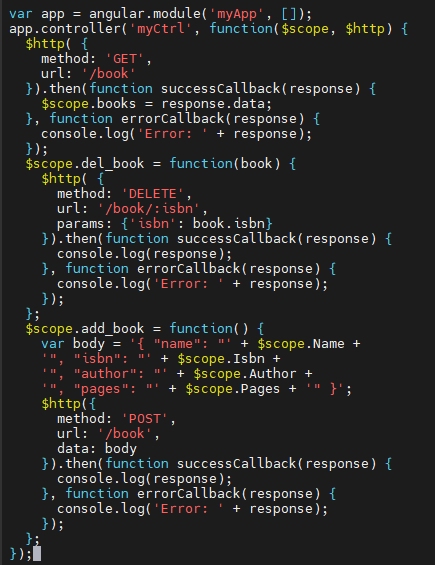 var app = angular.module('myApp', []);
app.controller('myCtrl', function($scope, $http) {
  $http( {
    method: 'GET',
    url: '/book'
  }).then(function successCallback(response) {
    $scope.books = response.data;
  }, function errorCallback(response) {
    console.log('Error: ' + response);
  });
  $scope.del_book = function(book) {
    $http( {
      method: 'DELETE',
      url: '/book/:isbn',
      params: {'isbn': book.isbn}
    }).then(function successCallback(response) {
      console.log(response);
    }, function errorCallback(response) {
      console.log('Error: ' + response);
    });
  };
  $scope.add_book = function() {
    var body = '{ "name": "' + $scope.Name +
    '", "isbn": "' + $scope.Isbn +
    '", "author": "' + $scope.Author +
    '", "pages": "' + $scope.Pages + '" }';
    $http({
      method: 'POST',
      url: '/book',
      data: body
    }).then(function successCallback(response) {
      console.log(response);
    }, function errorCallback(response) {
      console.log('Error: ' + response);
    });
  };
});